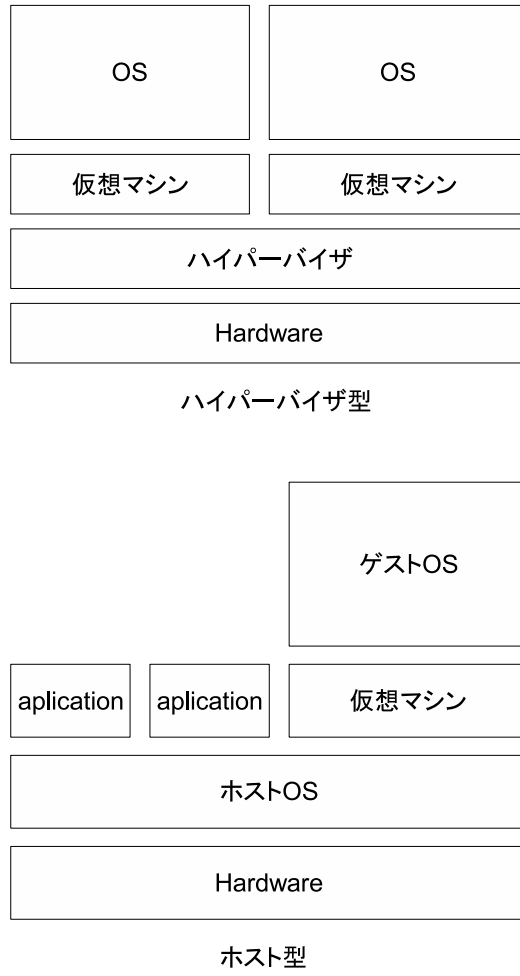 OS
OS
仮想マシン
仮想マシン
ハイパーバイザ
Hardware
ハイパーバイザ型
ゲストOS
aplication
aplication
仮想マシン
ホストOS
Hardware
ホスト型